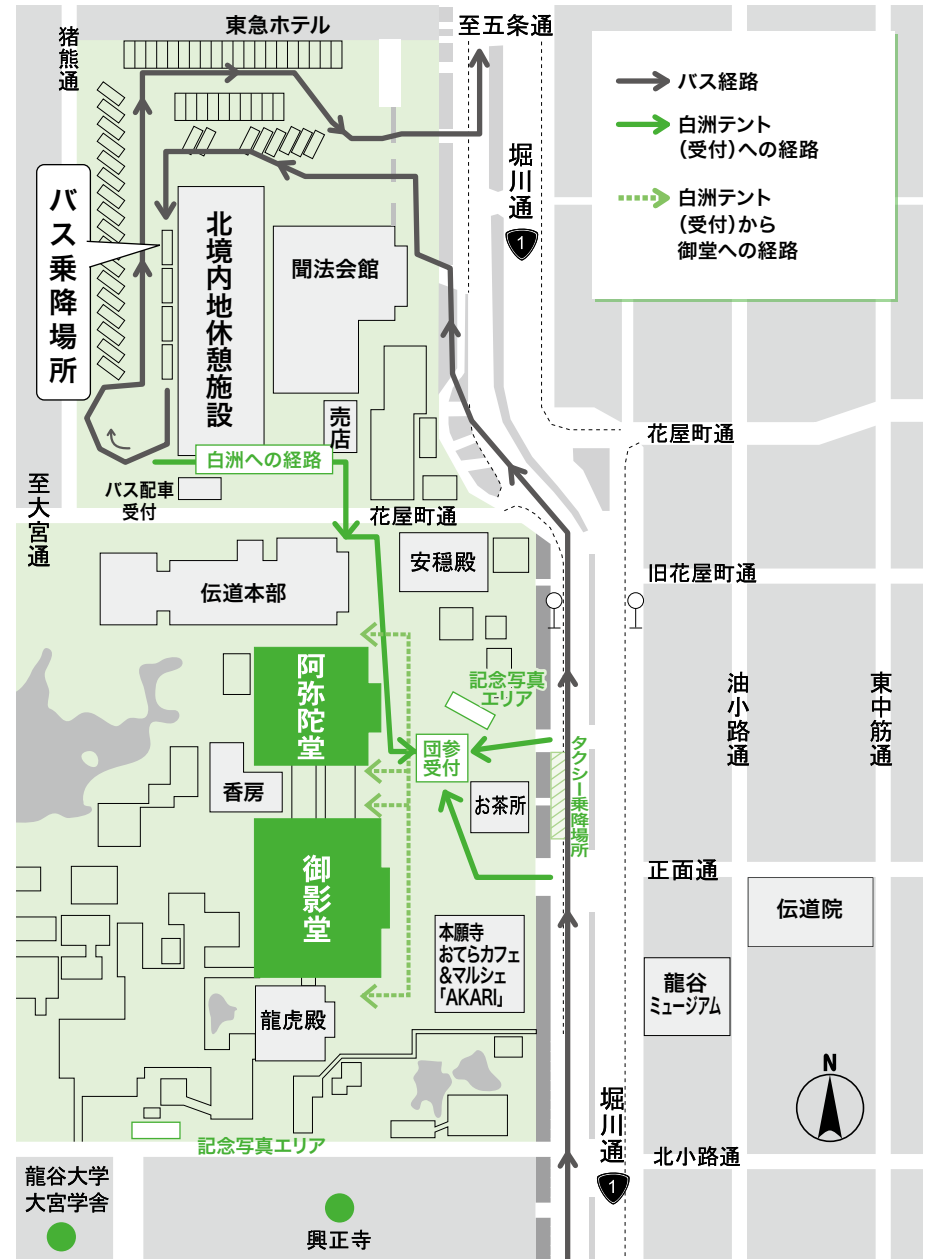 東急ホテル
至五条通
猪熊通
バス経路
白洲テント
(受付)への経路
白洲テント
(受付)から
御堂への経路
堀川通
1
バス乗降場所
北境内地休憩施設
聞法会館
売店
花屋町通
白洲への経路
至大宮通
バス配車
受付
花屋町通
安穏殿
伝道本部
旧花屋町通
阿弥陀堂
記念写真
エリア
油小路通
東中筋通
団参
受付
タクシー乗降場所
香房
お茶所
御影堂
正面通
伝道院
本願寺
おてらカフェ
&マルシェ
「AKARI」
龍谷
ミュージアム
龍虎殿
N
堀川通
1
記念写真エリア
北小路通
龍谷大学
大宮学舎
興正寺